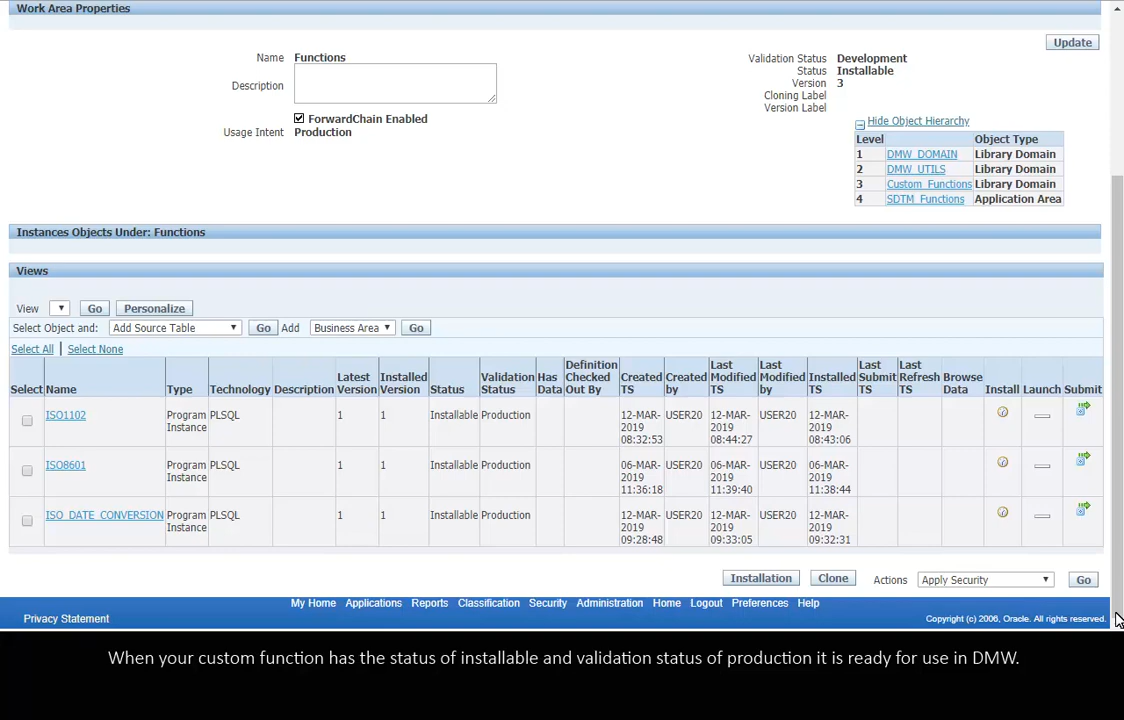 Work Area Properties
Update
Name Functions
Description
ForwardChain Enabled
Usage Intent Production
Validation Status Development
Status Installable
Version 3
Cloning Label
Version Label
Hide Object Hierarchy
Level Object Type
1 DMW_DOMAIN Library Domain
2 DMW_UTILS Library Domain
3 Custom_Functions Library Domain
4 SDTM_Functions Application Area
Instances Objects Under: Functions
Views
View Go Personalize
Select Object and: Add Source Table Go Add Business Area Go
Select All | Select None
Select Name Type Technology Description Latest Version Installed Version Status Validation Status Has Data Definition Checked Out By Created TS Created by Last Modified TS Last Modified by Installed TS Last Submit TS Last Refresh TS Browse Data Install Launch Submit
ISO1102 Program Instance PLSQL 1 1 Installable Production 12-MAR-2019 08:32:53 USER20 12-MAR-2019 08:44:27 USER20 12-MAR-2019 08:43:06
ISO8601 Program Instance PLSQL 1 1 Installable Production 06-MAR-2019 11:36:18 USER20 06-MAR-2019 11:39:40 USER20 06-MAR-2019 11:38:44
ISO_DATE_CONVERSION Program Instance PLSQL 1 1 Installable Production 12-MAR-2019 09:28:48 USER20 12-MAR-2019 09:33:05 USER20 12-MAR-2019 09:32:31
Installation Clone Actions Apply Security Go
My Home Applications Reports Classification Security Administration Home Logout Preferences Help
Privacy Statement Copyright (c) 2006, Oracle. All rights reserved.
When your custom function has the status of installable and validation status of production it is ready for use in DMW.